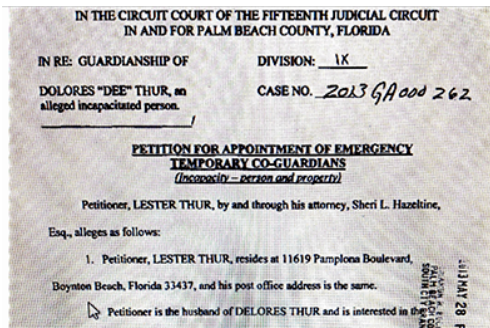 IN THE CIRCUIT COURT OF THE FIFTEENTH JUDICIAL CIRCUIT
IN AND FOR PALM BEACH COUNTY, FLORIDA
IN RE: GUARDIANSHIP OF
DIVISION: IX
DOLORES "DEE" THUR, an
alleged incapacitated person.
CASE NO. 2013 GA 000 262
/
PETITION FOR APPOINTMENT OF EMERGENCY
TEMPORARY CO-GUARDIANS
(Incapacity – person and property)
Petitioner, LESTER THUR, by and through his attorney, Sheri L. Hazeltine,
Esq., alleges as follows:
1. Petitioner, LESTER THUR, resides at 11619 Pamplona Boulevard,
Boynton Beach, Florida 33437, and his post office address is the same.
Petitioner is the husband of DELORES THUR and is interested in the
2013 MAY 28